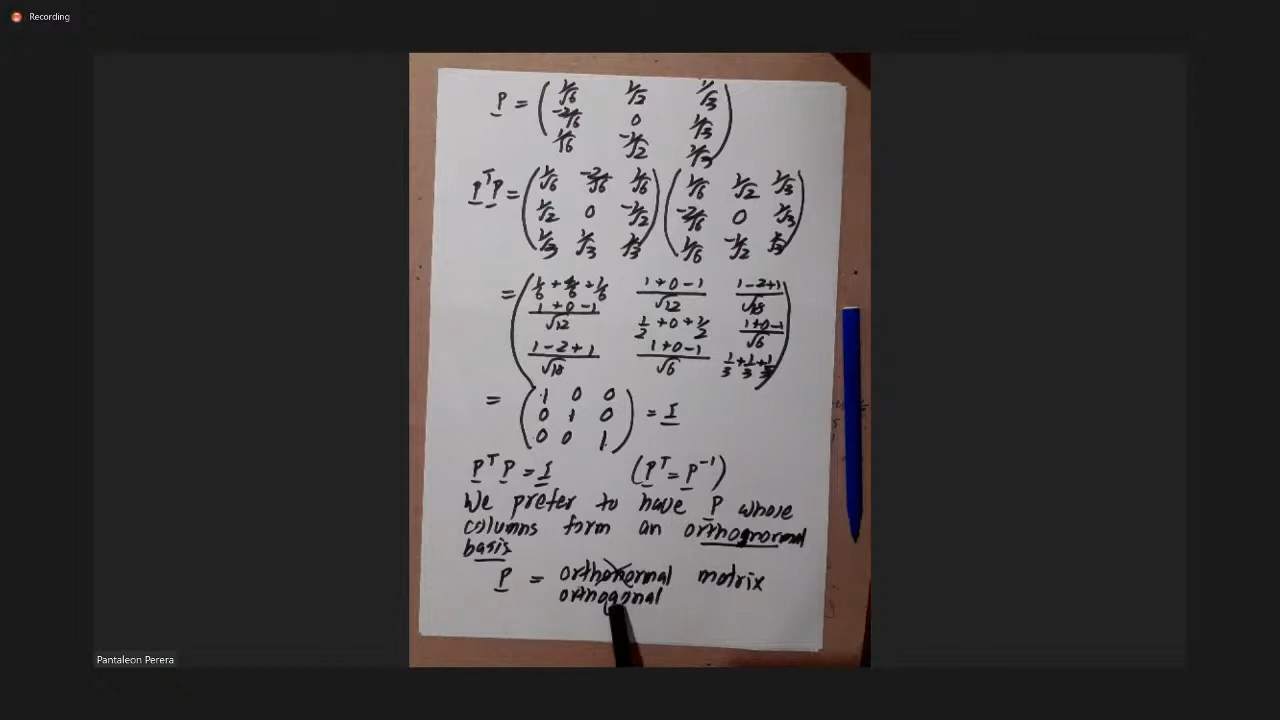 Recording
P = ( 1/√6 1/√2 1/√3
-2/√6 0 1/√3
1/√6 -1/√2 1/√3 )
PᵀP = ( 1/√6 -2/√6 1/√6 ) ( 1/√6 1/√2 1/√3 )
( 1/√2 0 -1/√2 ) ( -2/√6 0 1/√3 )
( 1/√3 1/√3 1/√3 ) ( 1/√6 -1/√2 1/√3 )
= ( 1/6 + 4/6 + 1/6 (1+0-1)/√12 (1-2+1)/√18
(1+0-1)/√12 1/2 + 0 + 1/2 (1+0-1)/√6
(1-2+1)/√18 (1+0-1)/√6 1/3 + 1/3 + 1/3 )
= ( 1 0 0
0 1 0 = I
0 0 1 )
PᵀP = I (Pᵀ = P⁻¹)
We prefer to have P whose
columns form an orthognormal
basis
P = orthonormal matrix
orthogonal
Pantaleon Perera